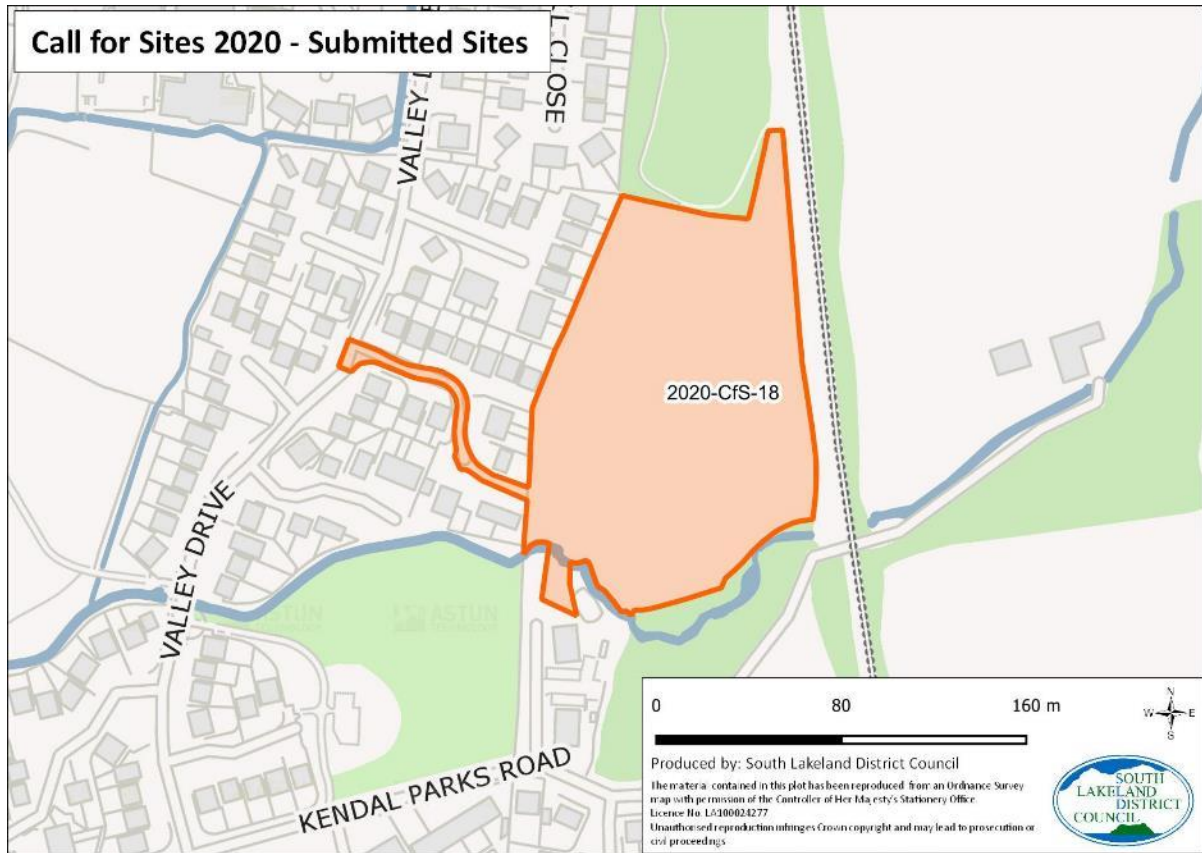 Call for Sites 2020 - Submitted Sites
VALLEY D
L CLOSE
2020-CfS-18
VALLEY DRIVE
ASTUN
ASTUN
KENDAL PARKS ROAD
0 80 160 m
N
W E
S
Produced by: South Lakeland District Council
The material contained in this plot has been reproduced from an Ordnance Survey
map with permission of the Controller of Her Majesty's Stationery Office.
Licence No. LA100024277
Unauthorised reproduction infringes Crown copyright and may lead to prosecution or
civil proceedings
SOUTH
LAKELAND
DISTRICT
COUNCIL